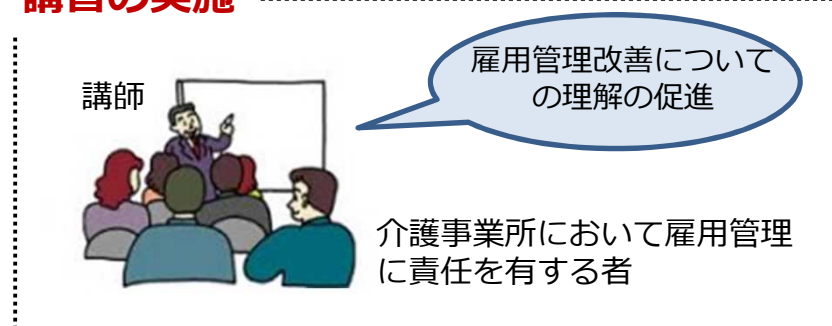 講習の実施
講師
雇用管理改善について
の理解の促進
介護事業所において雇用管理
に責任を有する者